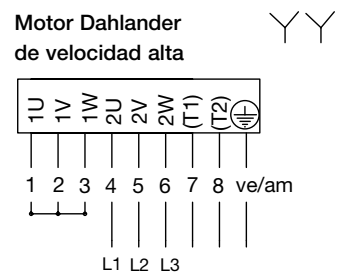 Motor Dahlander
de velocidad alta
1U 1V 1W 2U 2V 2W (T1) (T2)
1 2 3 4 5 6 7 8 ve/am
L1 L2 L3